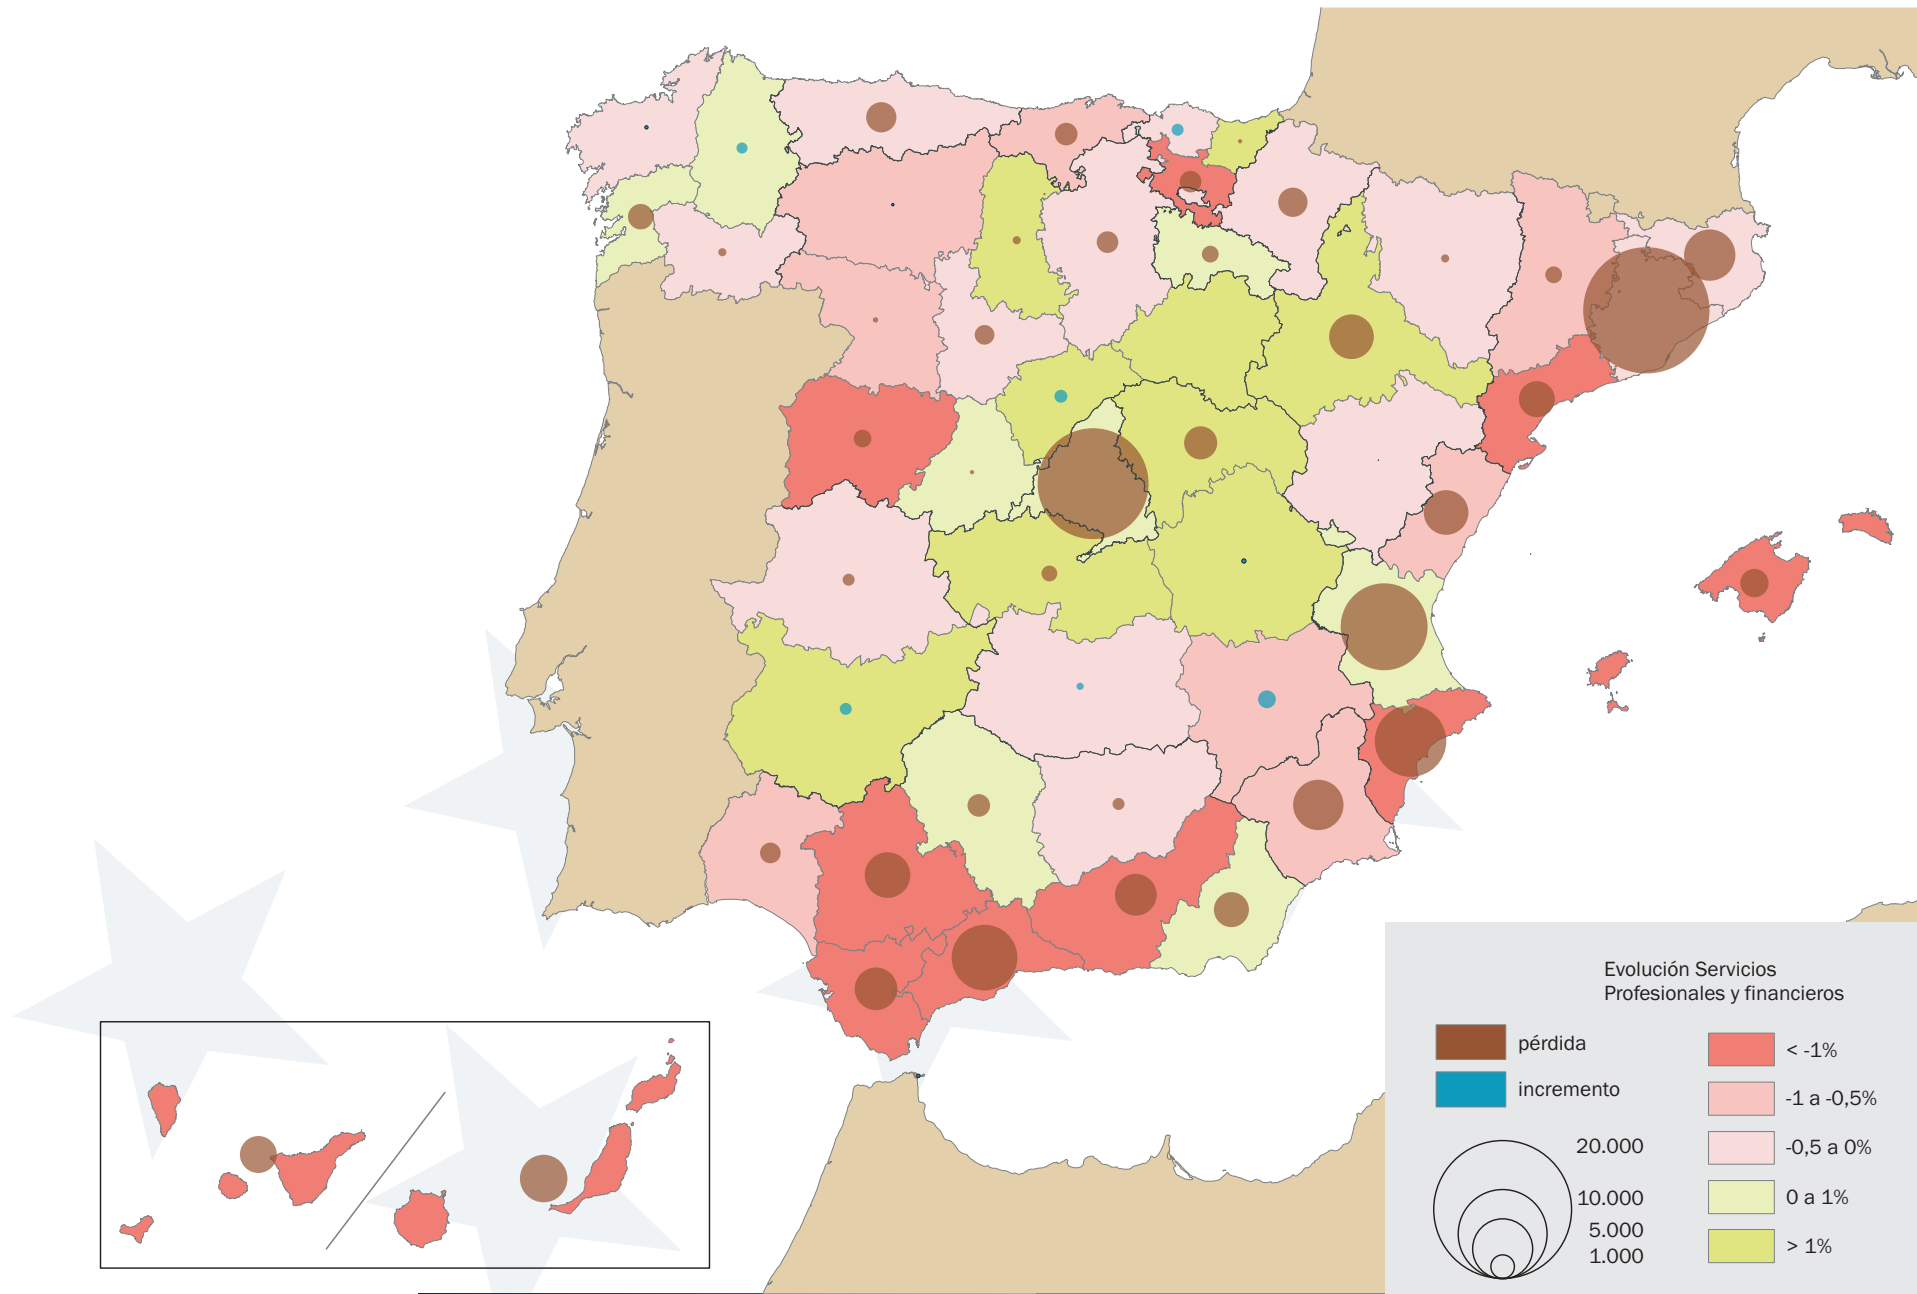 Evolución Servicios
Profesionales y financieros
pérdida
incremento
20.000
10.000
5.000
1.000
< -1%
-1 a -0,5%
-0,5 a 0%
0 a 1%
> 1%